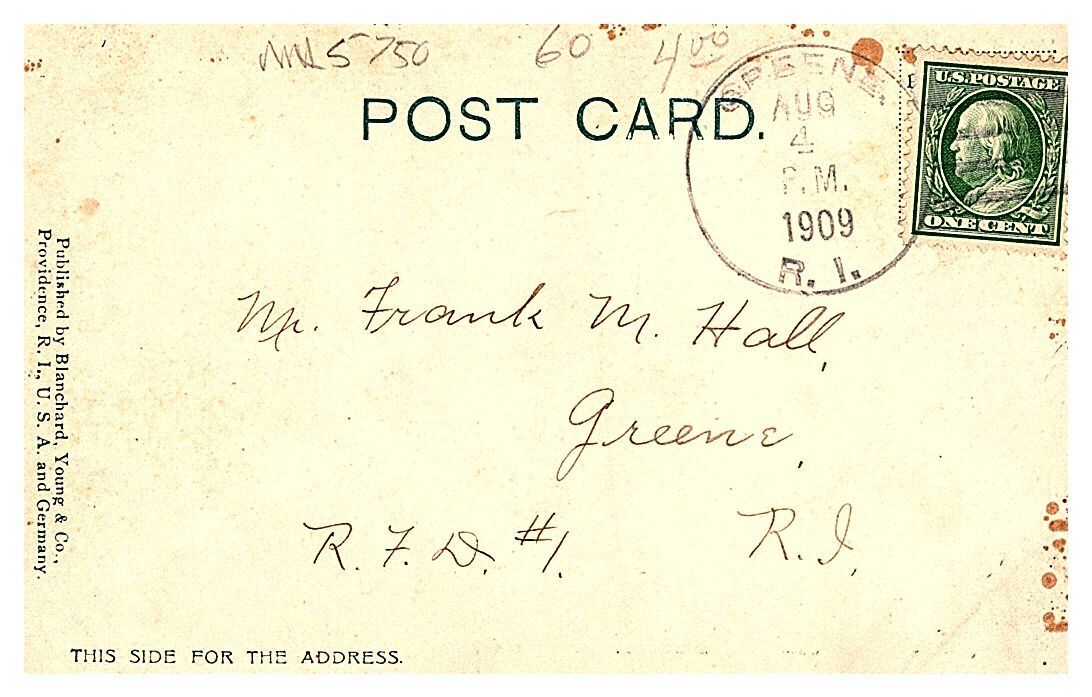 5750 60 4.00
POST CARD.
GREENE.
AUG
4
P.M.
1909
R. I.
U.S. POSTAGE
ONE CENT
Mr. Frank M. Hall,
Greene,
R. F. D. #1. R. I.
Published by Blanchard, Young & Co.,
Providence, R. I., U. S. A. and Germany.
THIS SIDE FOR THE ADDRESS.